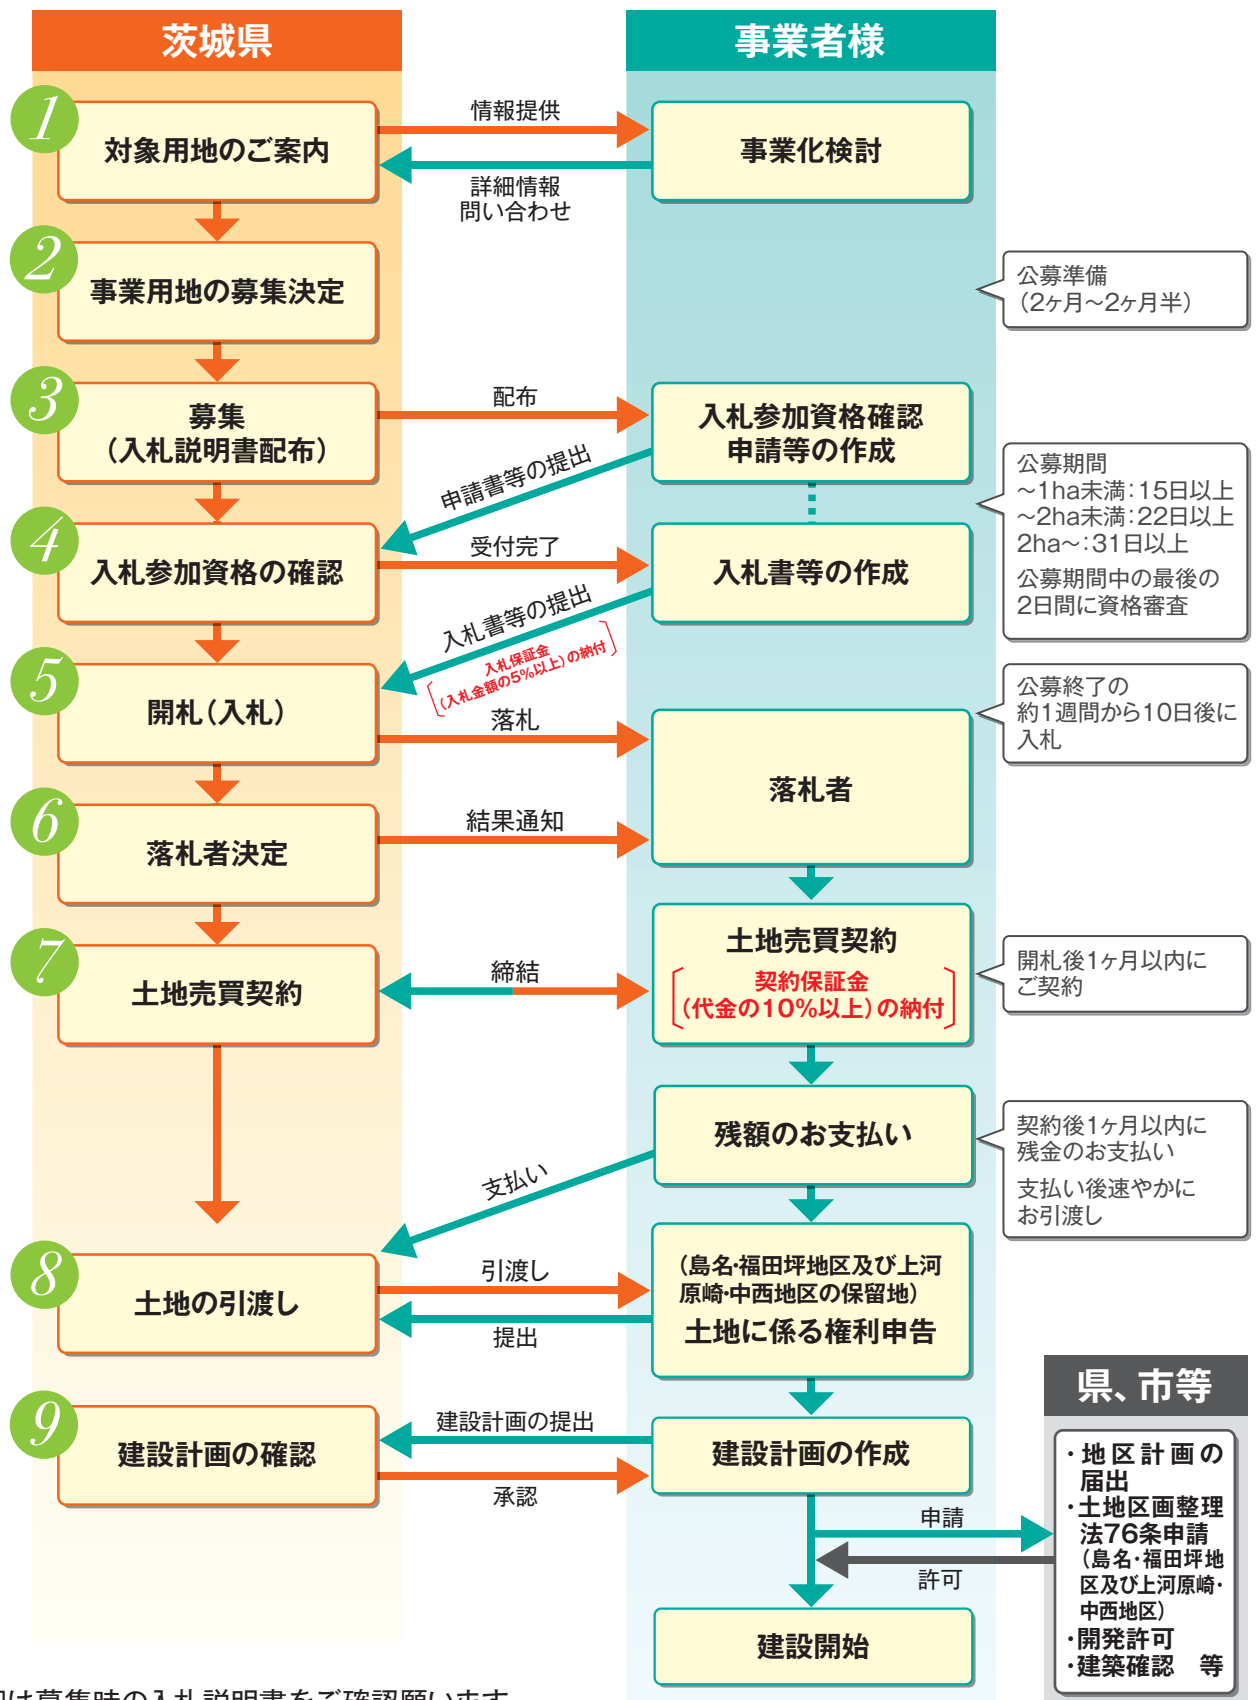 茨城県
事業者様
1
対象用地のご案内
情報提供
詳細情報
問い合わせ
事業化検討
2
事業用地の募集決定
公募準備
（2ヶ月～2ヶ月半）
3
募集
（入札説明書配布）
配布
入札参加資格確認
申請等の作成
申請書等の提出
公募期間
～1ha未満：15日以上
～2ha未満：22日以上
2ha～：31日以上
公募期間中の最後の
2日間に資格審査
4
入札参加資格の確認
受付完了
入札書等の作成
入札書等の提出
入札保証金
（入札金額の5％以上）の納付
5
開札（入札）
落札
落札者
公募終了の
約1週間から10日後に
入札
6
落札者決定
結果通知
7
土地売買契約
締結
土地売買契約
契約保証金
（代金の10％以上）の納付
開札後1ヶ月以内に
ご契約
残額のお支払い
支払い
契約後1ヶ月以内に
残金のお支払い
支払い後速やかに
お引渡し
8
土地の引渡し
引渡し
提出
（島名・福田坪地区及び上河
原崎・中西地区の保留地）
土地に係る権利申告
9
建設計画の確認
建設計画の提出
承認
建設計画の作成
申請
許可
県、市等
・地区計画の
届出
・土地区画整理
法76条申請
（島名・福田坪地
区及び上河原崎・
中西地区）
・開発許可
・建築確認　等
建設開始
は募集時の入札説明書をご確認願います